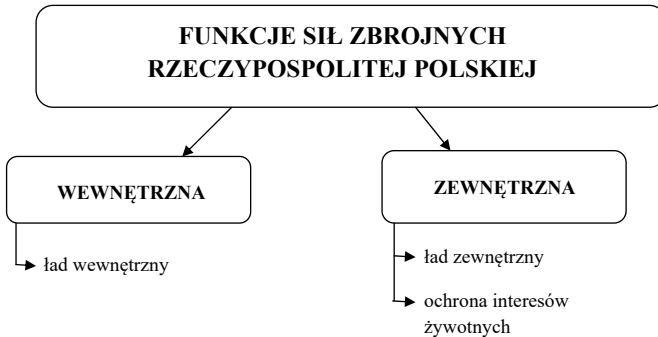 FUNKCJE SIŁ ZBROJNYCH
RZECZYPOSPOLITEJ POLSKIEJ
WEWNĘTRZNA
ZEWNĘTRZNA
ład wewnętrzny
ład zewnętrzny
ochrona interesów
żywotnych